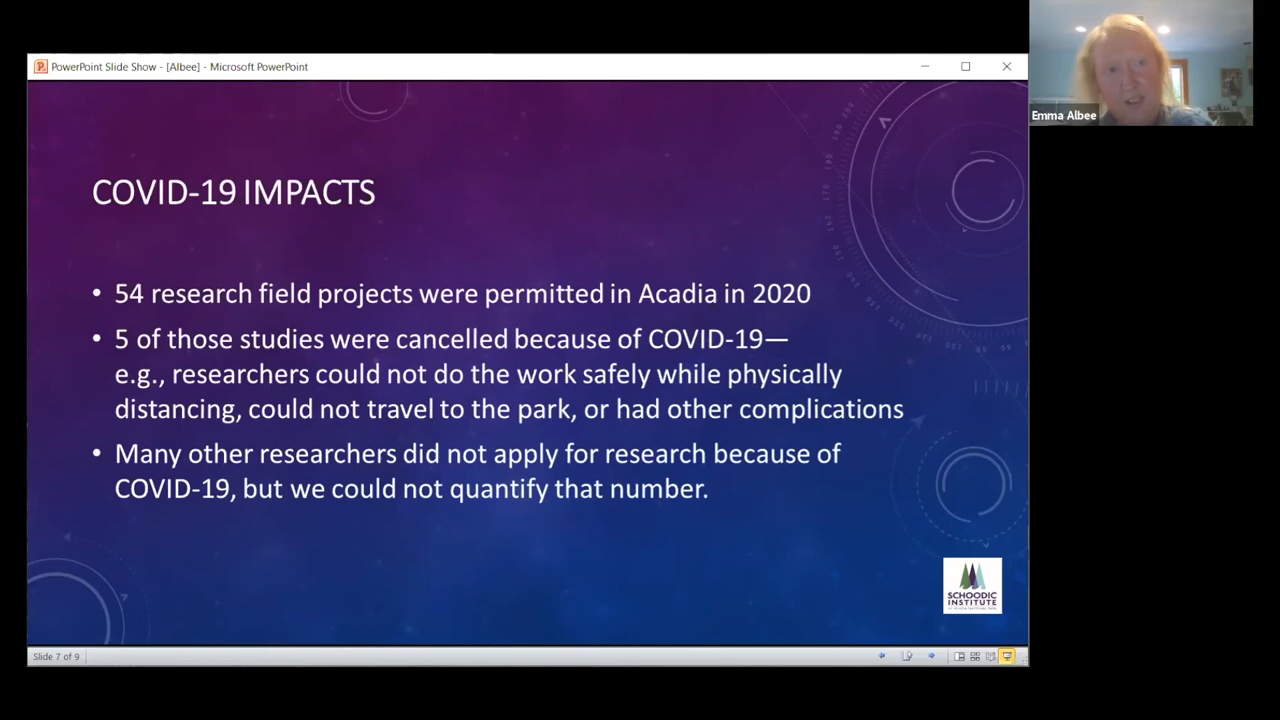 PowerPoint Slide Show - [Albee] - Microsoft PowerPoint
Emma Albee
COVID-19 IMPACTS
• 54 research field projects were permitted in Acadia in 2020
• 5 of those studies were cancelled because of COVID-19—
e.g., researchers could not do the work safely while physically
distancing, could not travel to the park, or had other complications
• Many other researchers did not apply for research because of
COVID-19, but we could not quantify that number.
SCHOODIC
INSTITUTE
Slide 7 of 9